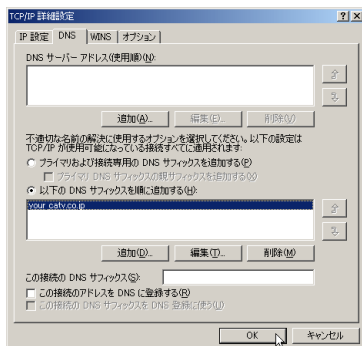 TCP/IP 詳細設定
IP 設定 DNS WINS オプション
DNS サーバー アドレス(使用順)(N):
追加(A)... 編集(E)... 削除(V)
不適切な名前の解決に使用するオプションを選択してください。以下の設定は
TCP/IP が使用可能になっている接続すべてに適用されます:
プライマリおよび接続専用の DNS サフィックスを追加する(P)
プライマリ DNS サフィックスの親サフィックスを追加する(X)
以下の DNS サフィックスを順に追加する(H):
your catv.co.jp
追加(D)... 編集(T)... 削除(M)
この接続の DNS サフィックス(S):
この接続のアドレスを DNS に登録する(R)
この接続の DNS サフィックスを DNS 登録に使う(U)
OK キャンセル